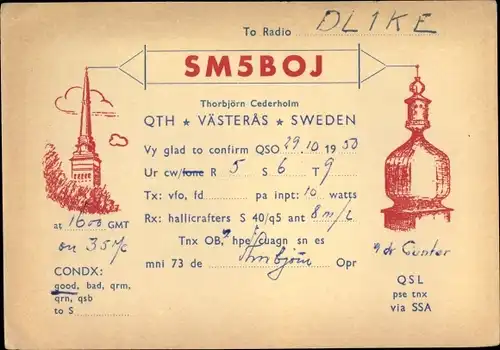 To Radio DL1KE
SM5BOJ
Thorbjörn Cederholm
QTH ★ VÄSTERÅS ★ SWEDEN
Vy glad to confirm QSO 29.10 1950
Ur cw/fone R 5 S 6 T 9
Tx: vfo, fd pa inpt: 10 watts
Rx: hallicrafters S 40/q5 ant 8 m/L
Tnx OB, hpe cuagn sn es
mni 73 de Thorbjörn Opr
at 1600 GMT
on 3.5 Mc
CONDX:
good, bad, qrm,
qrn, qsb
to S
dr Gunter
QSL
pse tnx
via SSA